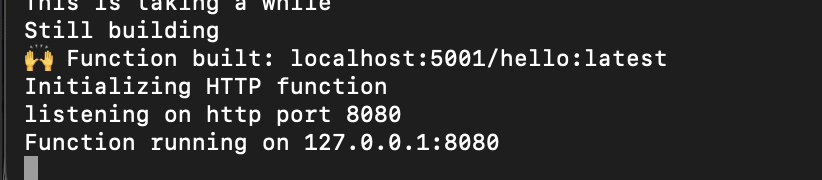 This is taking a while
Still building
🙌 Function built: localhost:5001/hello:latest
Initializing HTTP function
listening on http port 8080
Function running on 127.0.0.1:8080